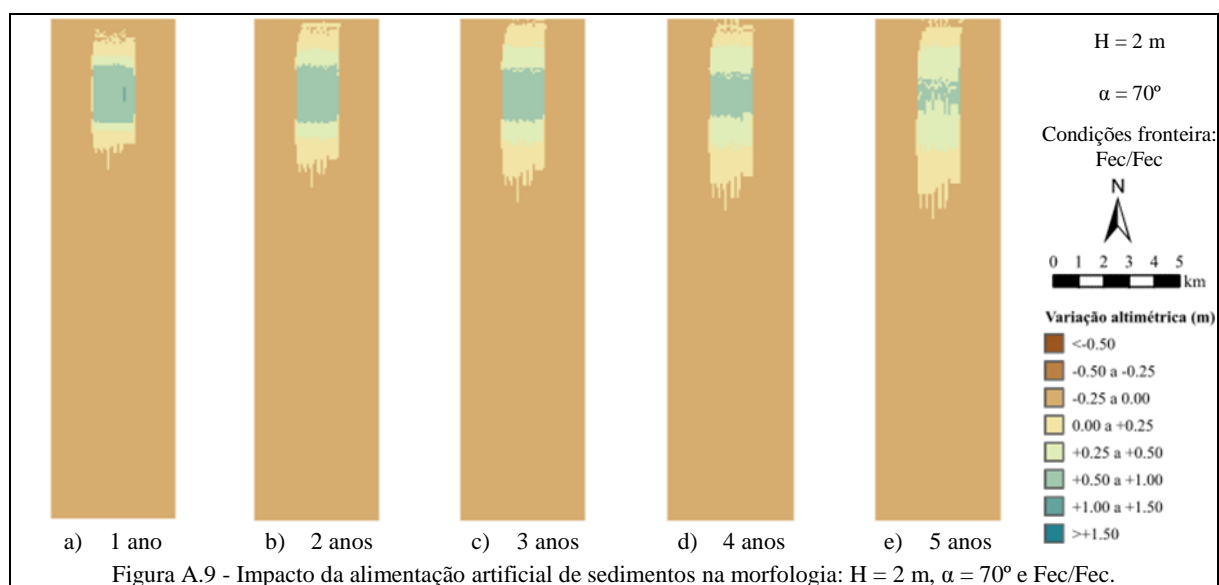 H = 2 m
α = 70º
Condições fronteira:
Fec/Fec
N
0 1 2 3 4 5
km
Variação altimétrica (m)
<-0.50
-0.50 a -0.25
-0.25 a 0.00
0.00 a +0.25
+0.25 a +0.50
+0.50 a +1.00
+1.00 a +1.50
>+1.50
a) 1 ano
b) 2 anos
c) 3 anos
d) 4 anos
e) 5 anos
Figura A.9 - Impacto da alimentação artificial de sedimentos na morfologia: H = 2 m, α = 70º e Fec/Fec.